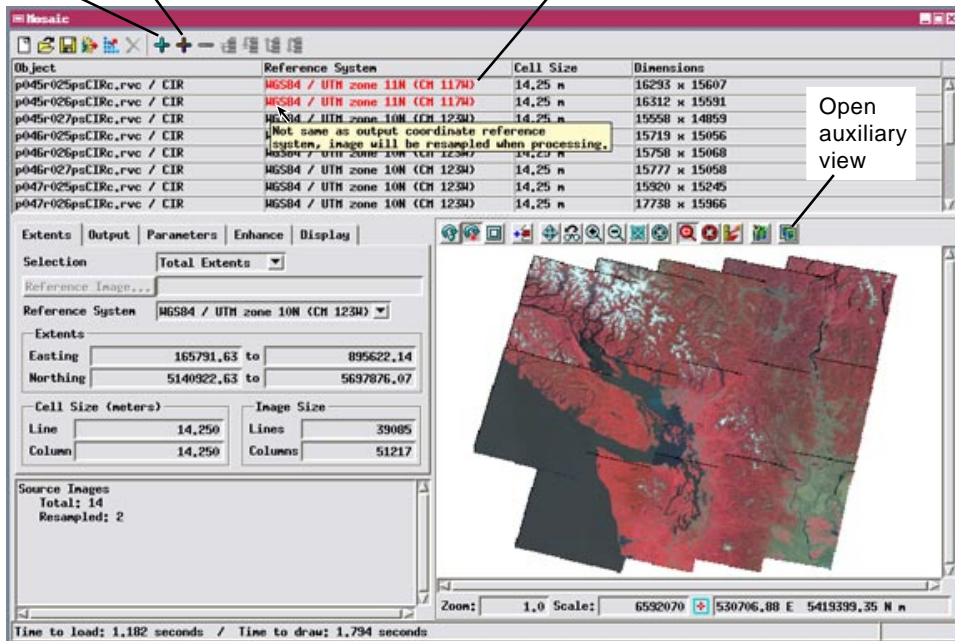 Mosaic
Object Reference System Cell Size Dimensions
p045r025psCIRc.rvc / CIR WGS84 / UTM zone 11N (CM 117W) 14.25 m 16293 x 15607
p045r026psCIRc.rvc / CIR WGS84 / UTM zone 11N (CM 117W) 14.25 m 16312 x 15591
p045r027psCIRc.rvc / CIR WGS84 / UTM zone 10N (CM 123W) 14.25 m 15558 x 14859
p046r025psCIRc.rvc / CIR 15719 x 15056
p046r026psCIRc.rvc / CIR WGS84 / UTM zone 10N (CM 123W) 14.25 m 15758 x 15068
p046r027psCIRc.rvc / CIR WGS84 / UTM zone 10N (CM 123W) 14.25 m 15777 x 15058
p047r025psCIRc.rvc / CIR WGS84 / UTM zone 10N (CM 123W) 14.25 m 15920 x 15245
p047r026psCIRc.rvc / CIR WGS84 / UTM zone 10N (CM 123W) 14.25 m 17738 x 15966
Not same as output coordinate reference
system, image will be resampled when processing.
Open
auxiliary
view
Extents Output Parameters Enhance Display
Selection Total Extents
Reference Image...
Reference System WGS84 / UTM zone 10N (CM 123W)
Extents
Easting 165791.63 to 895622.14
Northing 5140922.63 to 5697876.07
Cell Size (meters) Image Size
Line 14.250 Lines 39085
Column 14.250 Columns 51217
Source Images
Total: 14
Resampled: 2
Zoom: 1.0 Scale: 6592070 530706.88 E 5419399.35 N m
Time to load: 1.182 seconds / Time to draw: 1.794 seconds